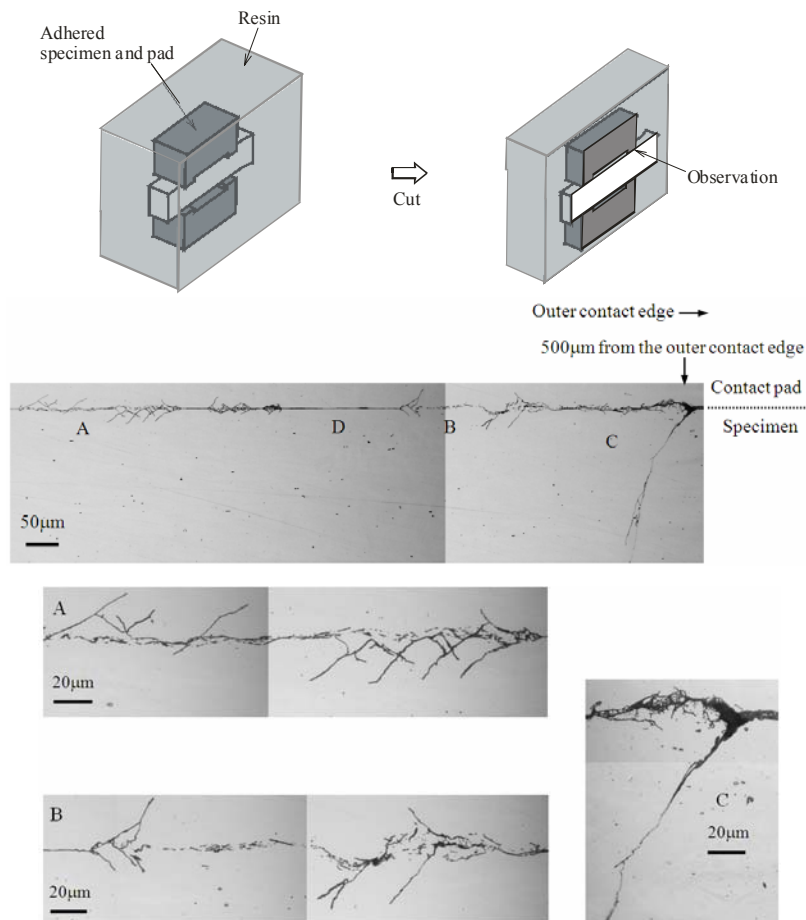 Adhered
specimen and pad
Resin
Cut
Observation
Outer contact edge
500μm from the outer contact edge
Contact pad
Specimen
A
D
B
C
50μm
A
20μm
B
20μm
C
20μm